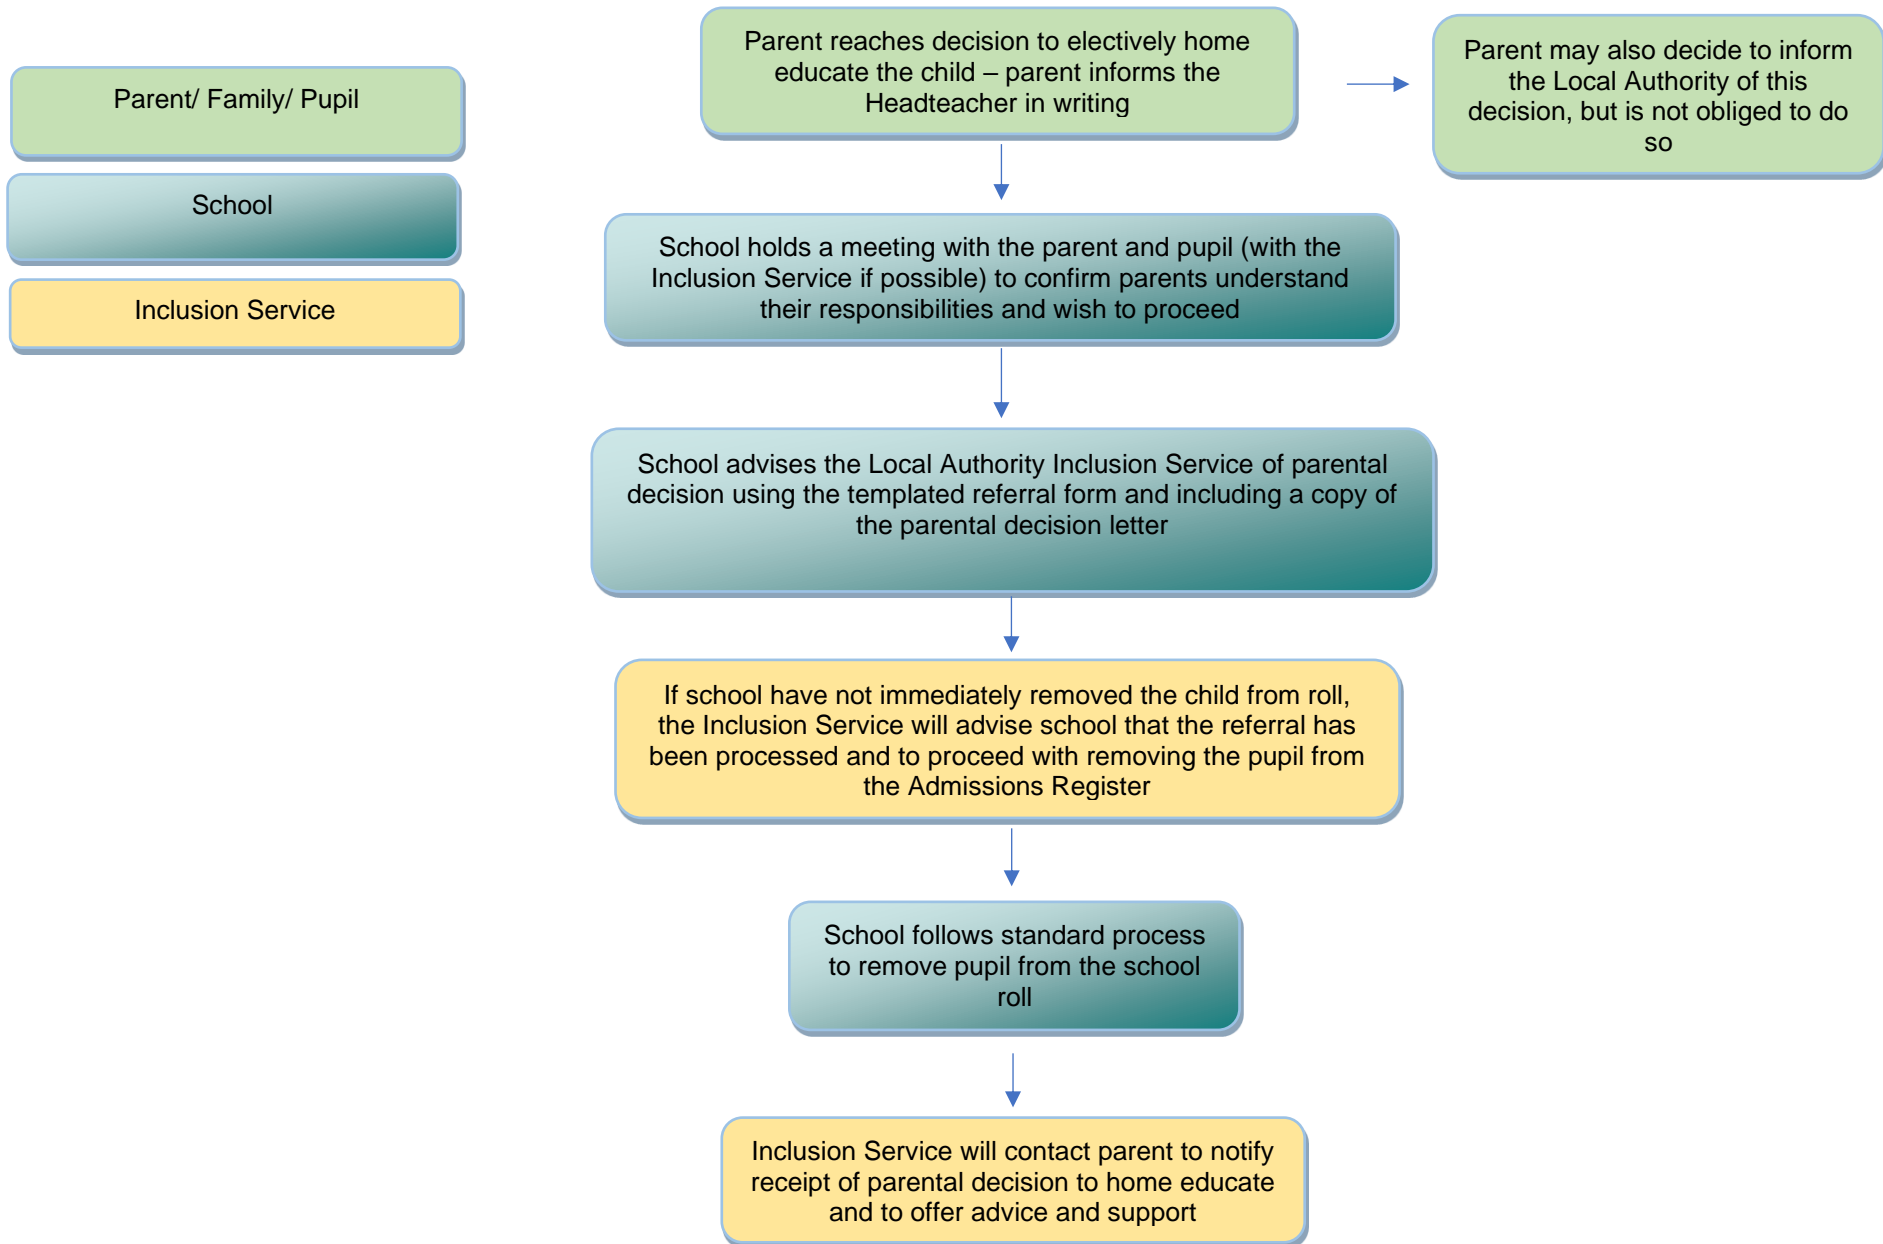 Parent/ Family/ Pupil
School
Inclusion Service
Parent reaches decision to electively home
educate the child – parent informs the
Headteacher in writing
Parent may also decide to inform
the Local Authority of this
decision, but is not obliged to do
so
School holds a meeting with the parent and pupil (with the
Inclusion Service if possible) to confirm parents understand
their responsibilities and wish to proceed
School advises the Local Authority Inclusion Service of parental
decision using the templated referral form and including a copy of
the parental decision letter
If school have not immediately removed the child from roll,
the Inclusion Service will advise school that the referral has
been processed and to proceed with removing the pupil from
the Admissions Register
School follows standard process
to remove pupil from the school
roll
Inclusion Service will contact parent to notify
receipt of parental decision to home educate
and to offer advice and support